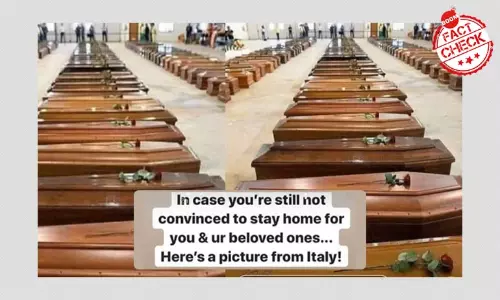 BOOM
FACT
CHECK
In case you're still not
convinced to stay home for
you & ur beloved ones...
Here's a picture from Italy!